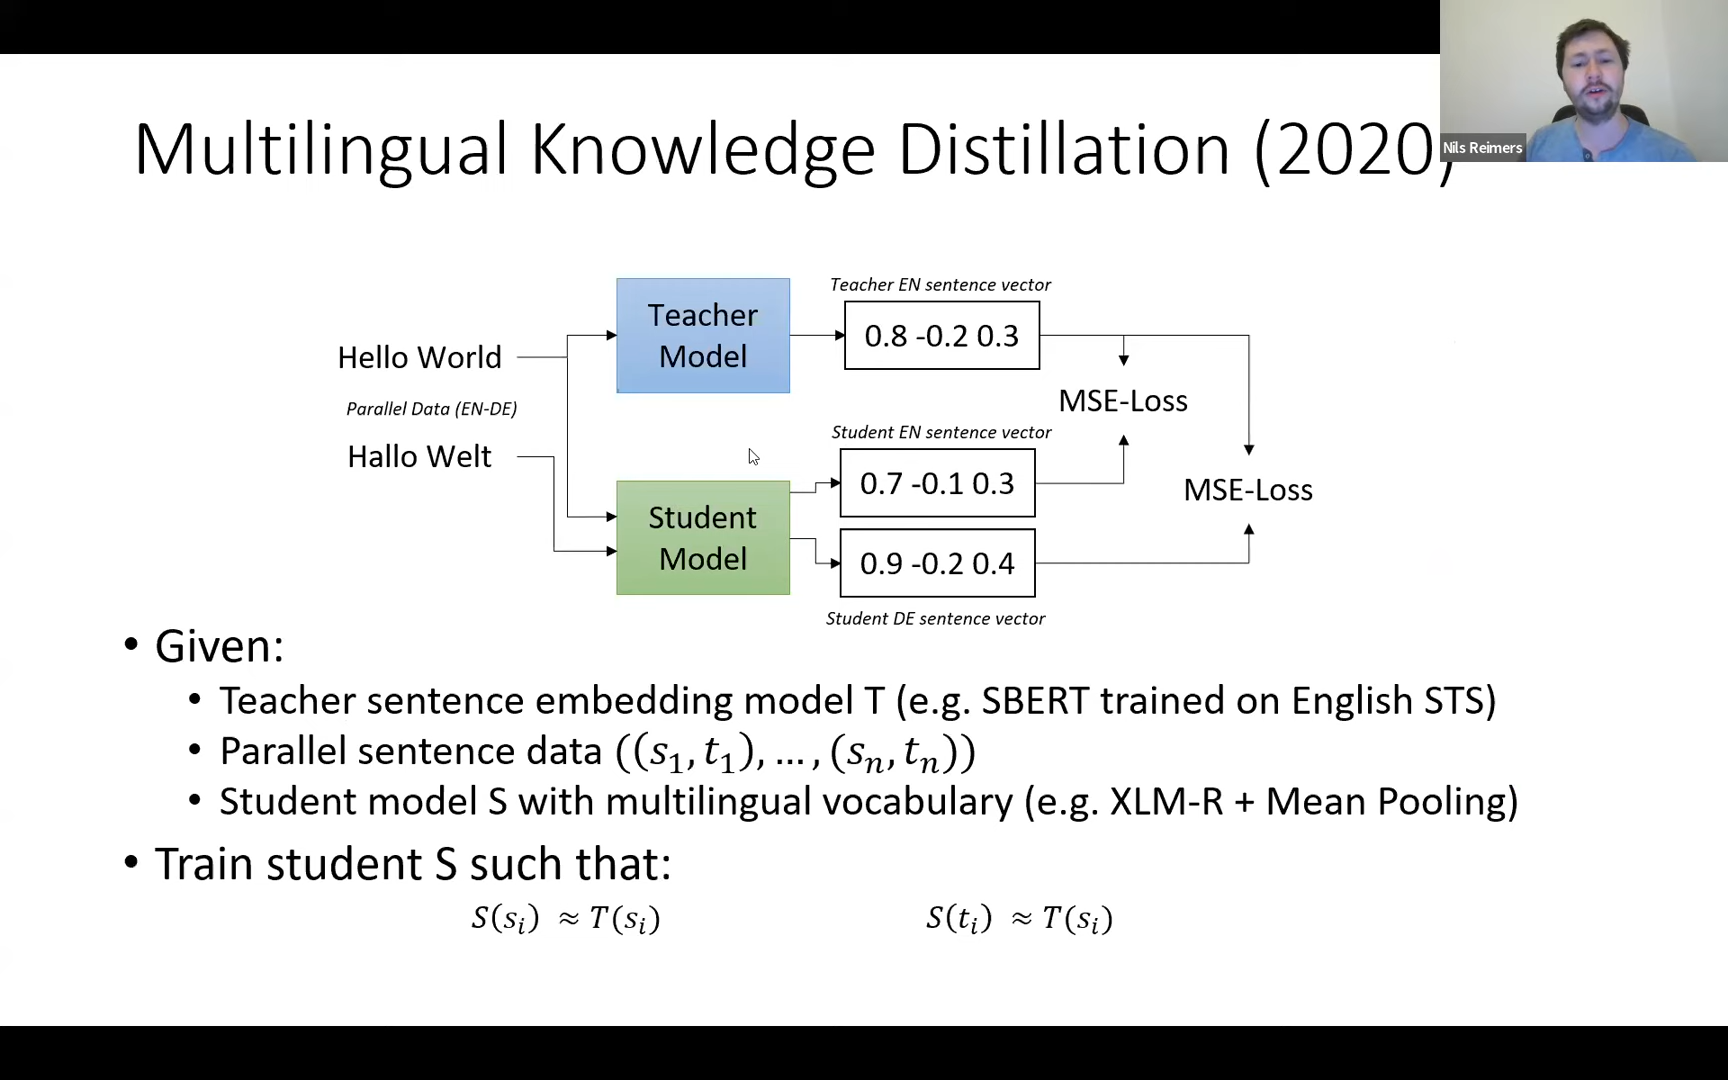 Multilingual Knowledge Distillation (2020)
Nils Reimers
Teacher EN sentence vector
Teacher
Model
0.8 -0.2 0.3
Hello World
Parallel Data (EN-DE)
Hallo Welt
MSE-Loss
Student EN sentence vector
0.7 -0.1 0.3
MSE-Loss
Student
Model
0.9 -0.2 0.4
Student DE sentence vector
• Given:
• Teacher sentence embedding model T (e.g. SBERT trained on English STS)
• Parallel sentence data ((s₁, t₁), … , (sₙ, tₙ))
• Student model S with multilingual vocabulary (e.g. XLM-R + Mean Pooling)
• Train student S such that:
S(sᵢ) ≈ T(sᵢ) S(tᵢ) ≈ T(sᵢ)